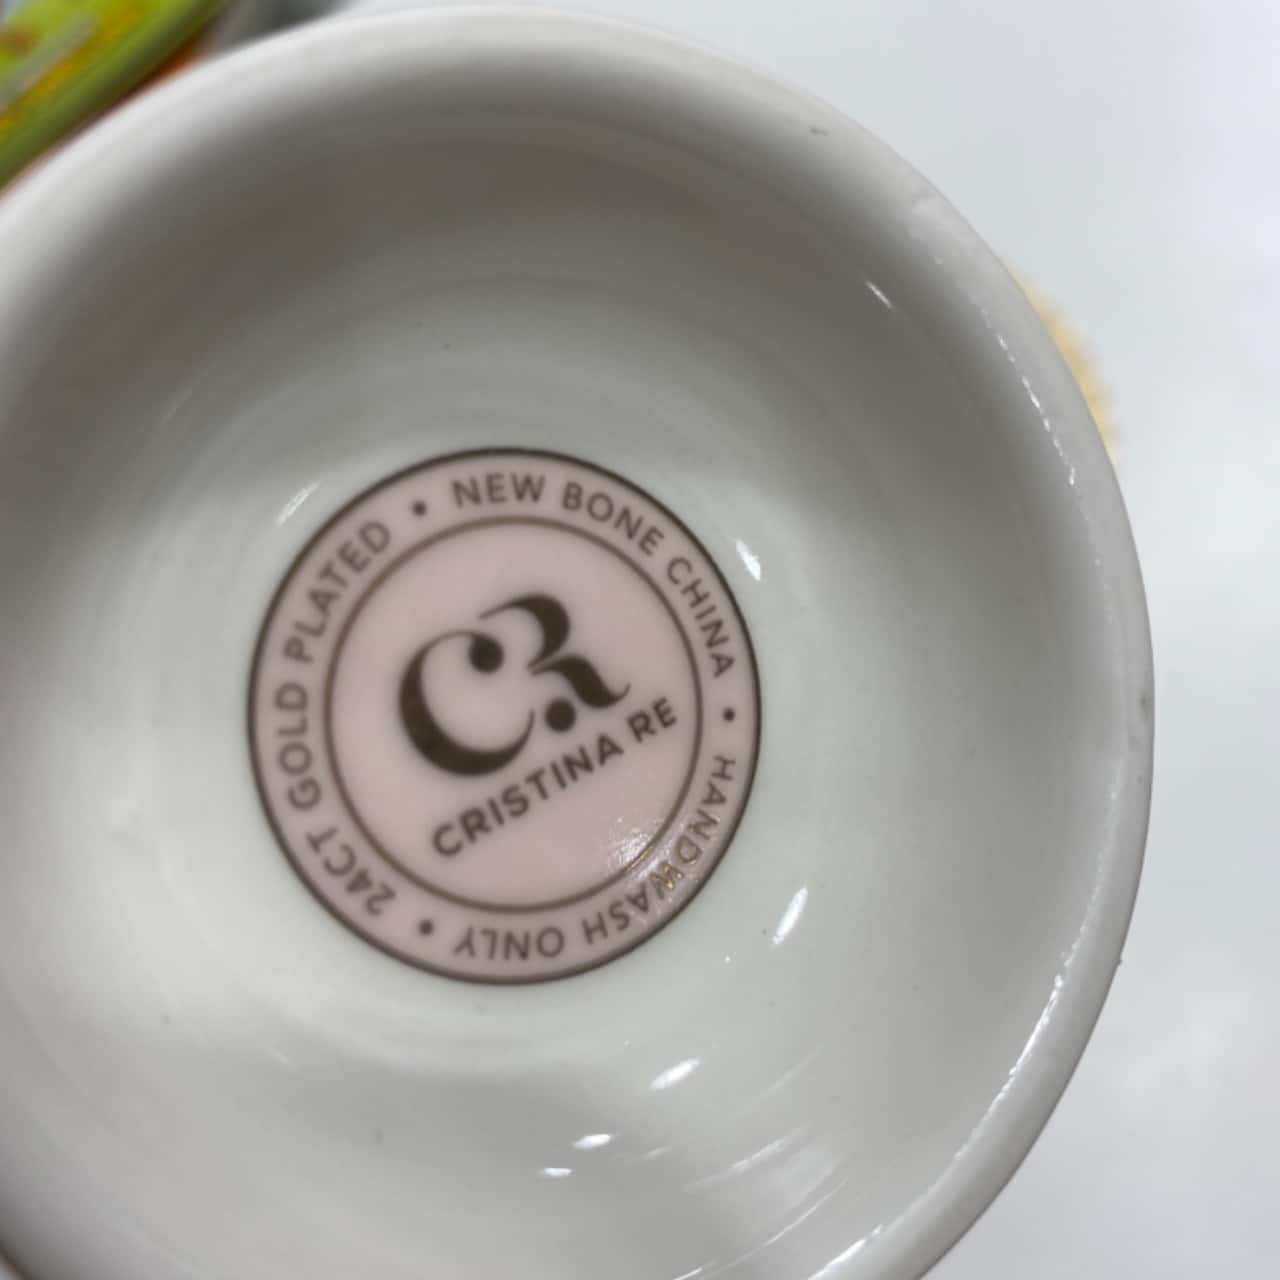 CR
CRISTINA RE
24CT GOLD PLATED • NEW BONE CHINA • HANDWASH ONLY •